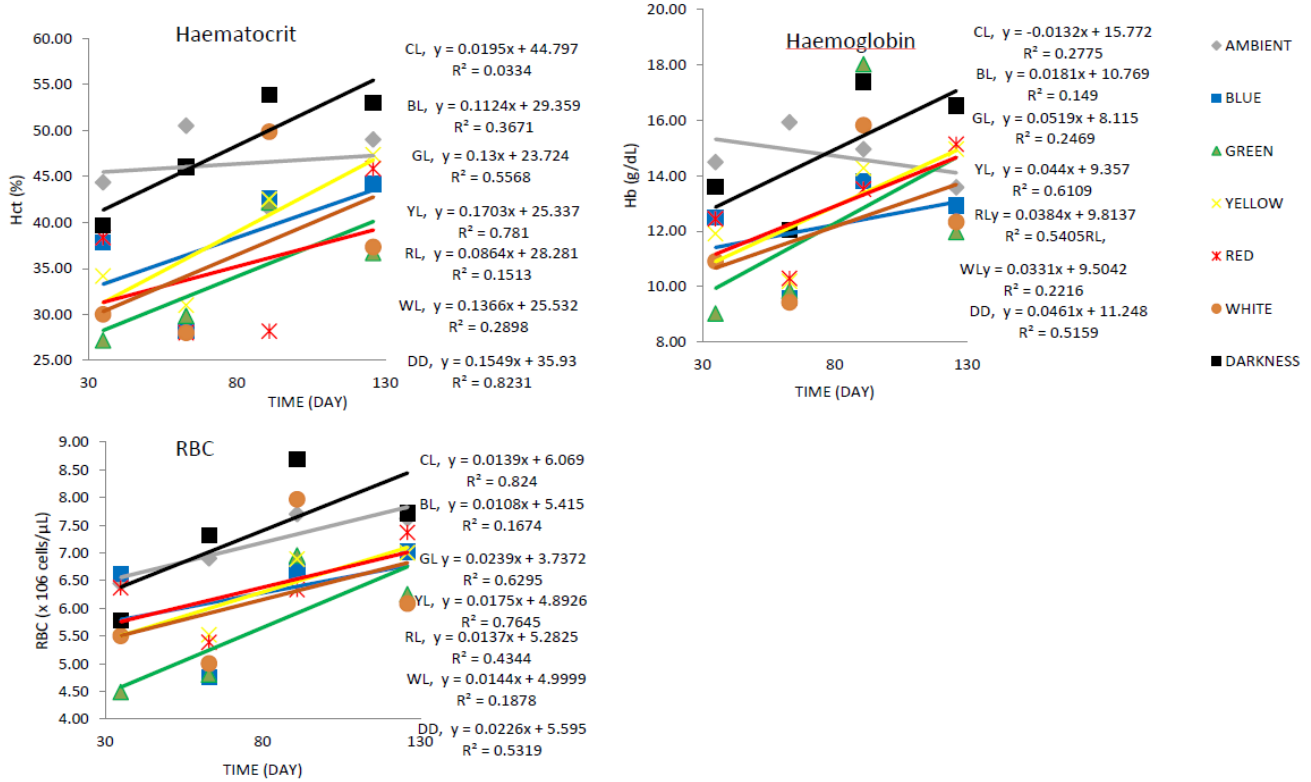 Haematocrit
60.00
55.00
50.00
45.00
40.00
35.00
30.00
25.00
Hct (%)
30
80
130
TIME (DAY)
CL, y = 0.0195x + 44.797
R² = 0.0334
BL, y = 0.1124x + 29.359
R² = 0.3671
GL, y = 0.13x + 23.724
R² = 0.5568
YL, y = 0.1703x + 25.337
R² = 0.781
RL, y = 0.0864x + 28.281
R² = 0.1513
WL, y = 0.1366x + 25.532
R² = 0.2898
DD, y = 0.1549x + 35.93
R² = 0.8231
Haemoglobin
20.00
18.00
16.00
14.00
12.00
10.00
8.00
Hb (g/dL)
30
80
130
TIME (DAY)
CL, y = -0.0132x + 15.772
R² = 0.2775
BL, y = 0.0181x + 10.769
R² = 0.149
GL, y = 0.0519x + 8.115
R² = 0.2469
YL, y = 0.044x + 9.357
R² = 0.6109
RLy = 0.0384x + 9.8137
R² = 0.5405RL,
WLy = 0.0331x + 9.5042
R² = 0.2216
DD, y = 0.0461x + 11.248
R² = 0.5159
AMBIENT
BLUE
GREEN
YELLOW
RED
WHITE
DARKNESS
RBC
9.00
8.50
8.00
7.50
7.00
6.50
6.00
5.50
5.00
4.50
4.00
RBC (x 106 cells/µL)
30
80
130
TIME (DAY)
CL, y = 0.0139x + 6.069
R² = 0.824
BL, y = 0.0108x + 5.415
R² = 0.1674
GL y = 0.0239x + 3.7372
R² = 0.6295
YL, y = 0.0175x + 4.8926
R² = 0.7645
RL, y = 0.0137x + 5.2825
R² = 0.4344
WL, y = 0.0144x + 4.9999
R² = 0.1878
DD, y = 0.0226x + 5.595
R² = 0.5319